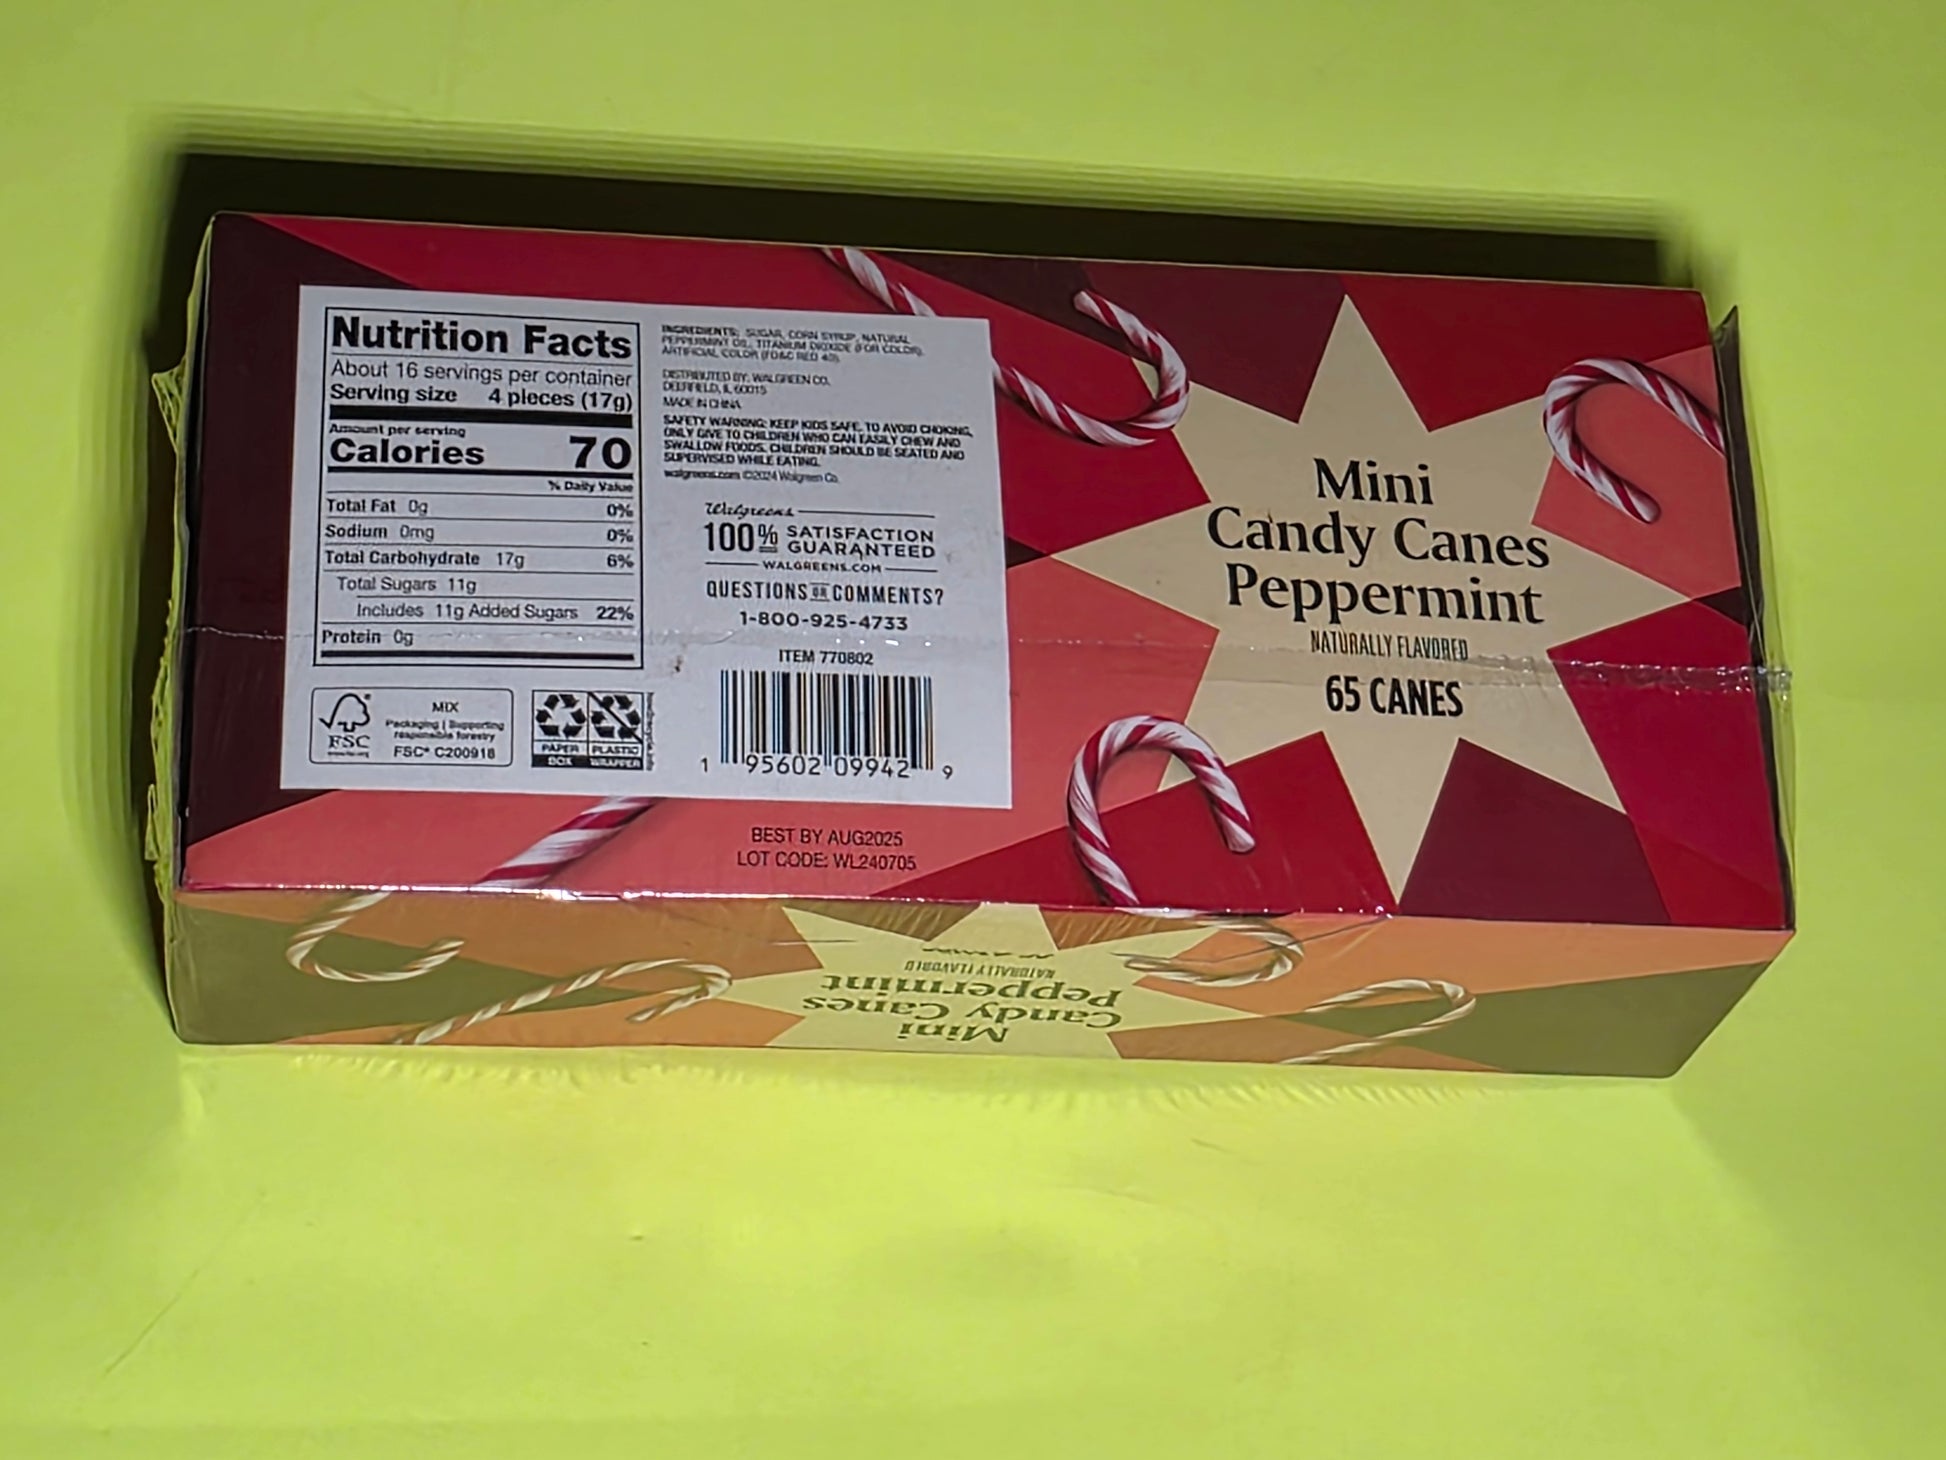 Nutrition Facts
About 16 servings per container
Serving size 4 pieces (17g)
Amount per serving
Calories 70
% Daily Value
Total Fat 0g 0%
Sodium 0mg 0%
Total Carbohydrate 17g 6%
Total Sugars 11g
Includes 11g Added Sugars 22%
Protein 0g
FSC
MIX
Packaging | Supporting
responsible forestry
FSC® C200918
PAPER
BOX
PLASTIC
WRAPPER
INGREDIENTS: SUGAR, CORN SYRUP, NATURAL
PEPPERMINT OIL, TITANIUM DIOXIDE (FOR COLOR),
ARTIFICIAL COLOR (FD&C RED 40).
DISTRIBUTED BY: WALGREEN CO.
DEERFIELD, IL 60015
MADE IN CHINA
SAFETY WARNING: KEEP KIDS SAFE. TO AVOID CHOKING,
ONLY GIVE TO CHILDREN WHO CAN EASILY CHEW AND
SWALLOW FOODS. CHILDREN SHOULD BE SEATED AND
SUPERVISED WHILE EATING.
walgreens.com ©2024 Walgreen Co.
Walgreens
100% SATISFACTION
GUARANTEED
WALGREENS.COM
QUESTIONS OR COMMENTS?
1-800-925-4733
ITEM 770802
1 95602 09942 9
BEST BY AUG2025
LOT CODE: WL240705
Mini
Candy Canes
Peppermint
NATURALLY FLAVORED
65 CANES
Mini
Candy Canes
Peppermint
NATURALLY FLAVORED